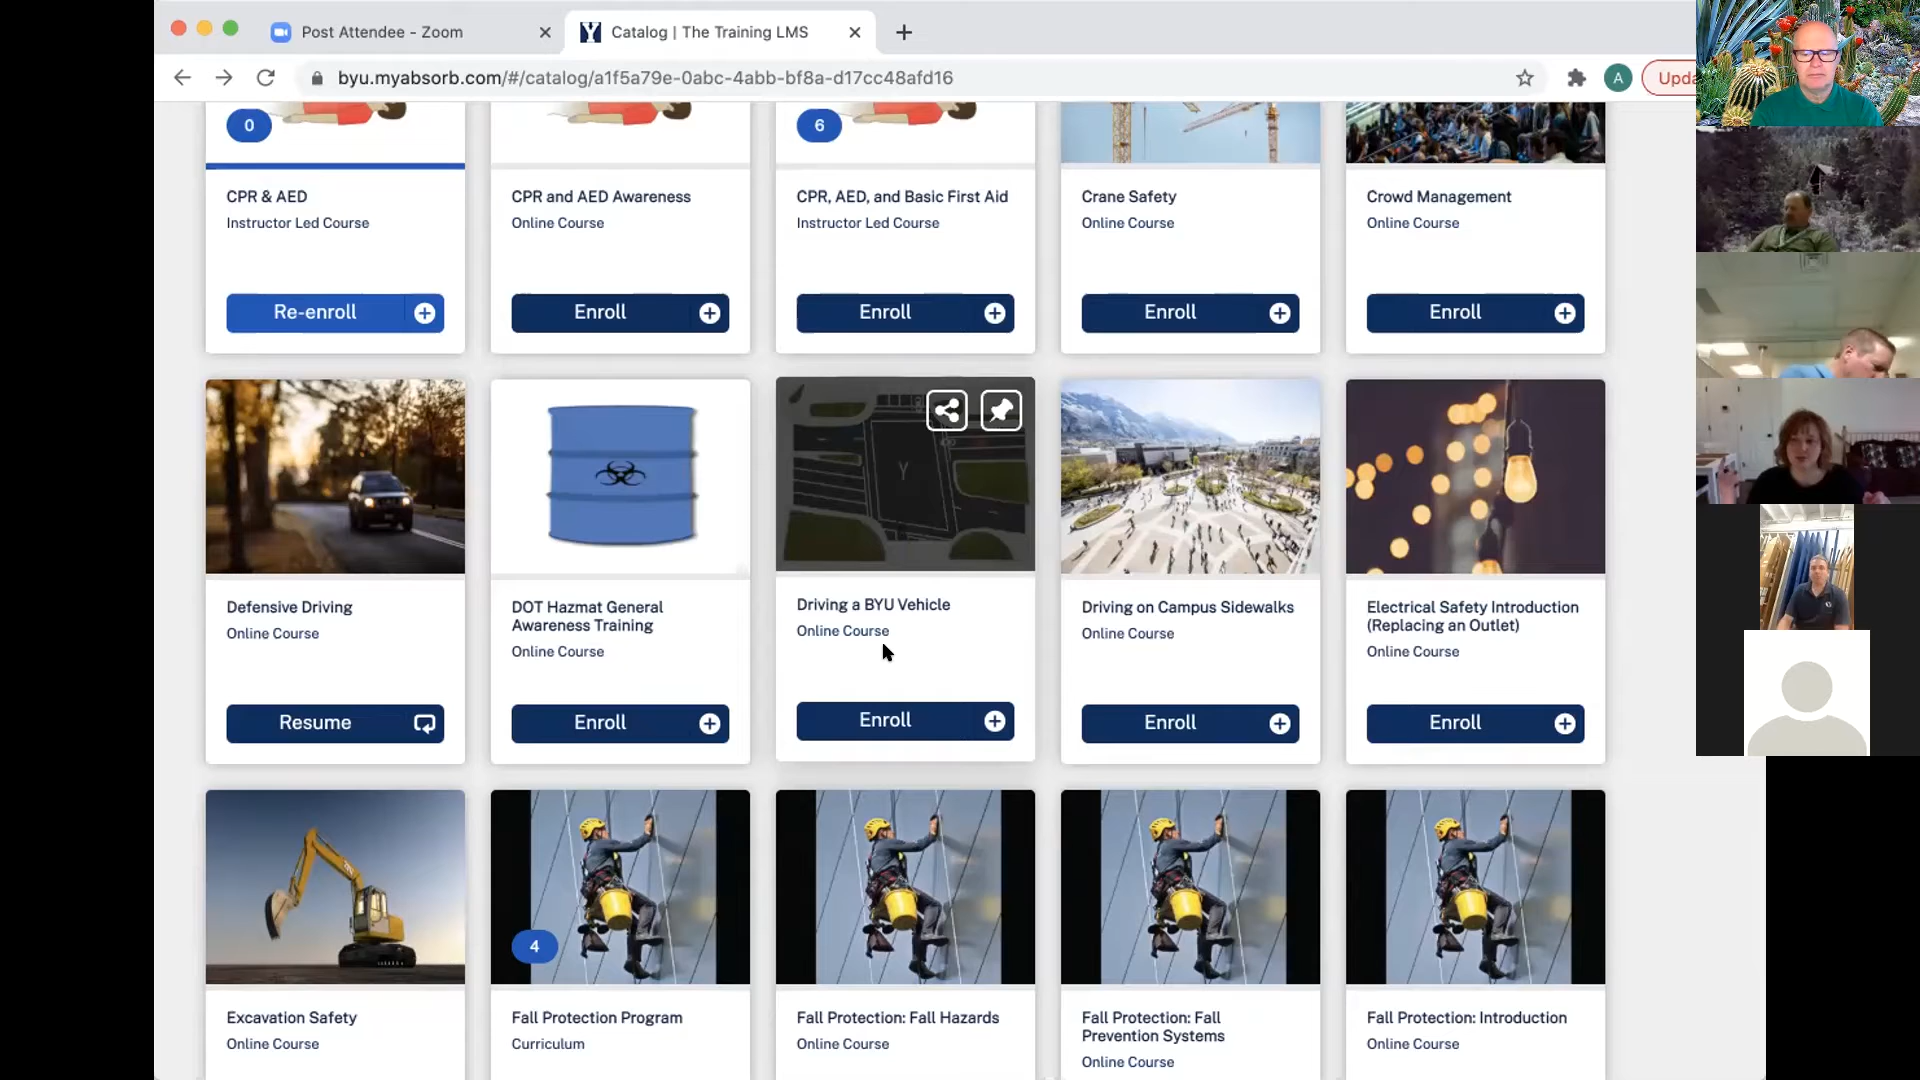 Post Attendee - Zoom
Catalog | The Training LMS
byu.myabsorb.com/#/catalog/a1f5a79e-0abc-4abb-bf8a-d17cc48afd16
A
Upda
0
6
CPR & AED
Instructor Led Course
Re-enroll
CPR and AED Awareness
Online Course
Enroll
CPR, AED, and Basic First Aid
Instructor Led Course
Enroll
Crane Safety
Online Course
Enroll
Crowd Management
Online Course
Enroll
Y
Defensive Driving
Online Course
Resume
DOT Hazmat General
Awareness Training
Online Course
Enroll
Driving a BYU Vehicle
Online Course
Enroll
Driving on Campus Sidewalks
Online Course
Enroll
Electrical Safety Introduction
(Replacing an Outlet)
Online Course
Enroll
4
Excavation Safety
Online Course
Fall Protection Program
Curriculum
Fall Protection: Fall Hazards
Online Course
Fall Protection: Fall
Prevention Systems
Online Course
Fall Protection: Introduction
Online Course